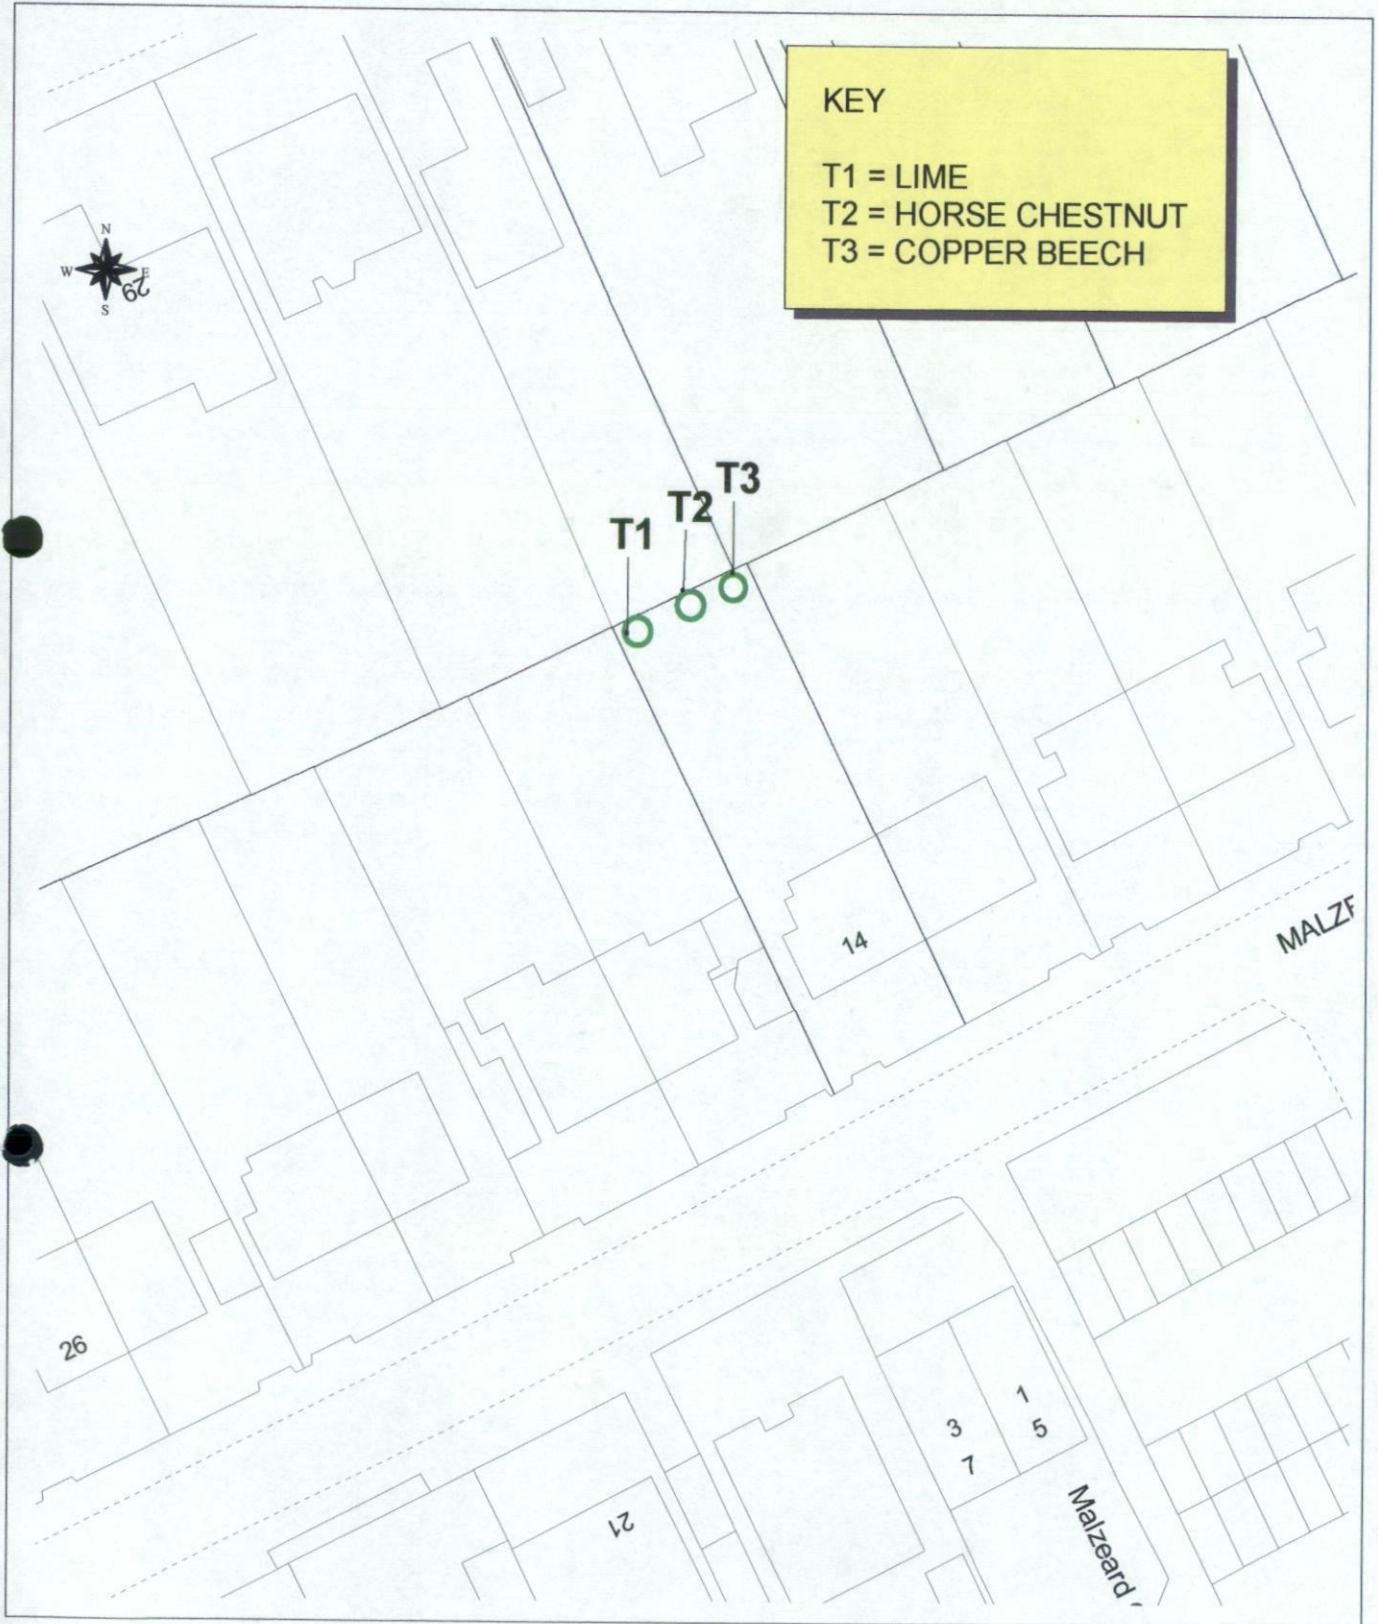 KEY
T1 = LIME
T2 = HORSE CHESTNUT
T3 = COPPER BEECH
N
W
E
S
29
T3
T2
T1
14
MALZE
26
1
3
5
7
21
Malzeard